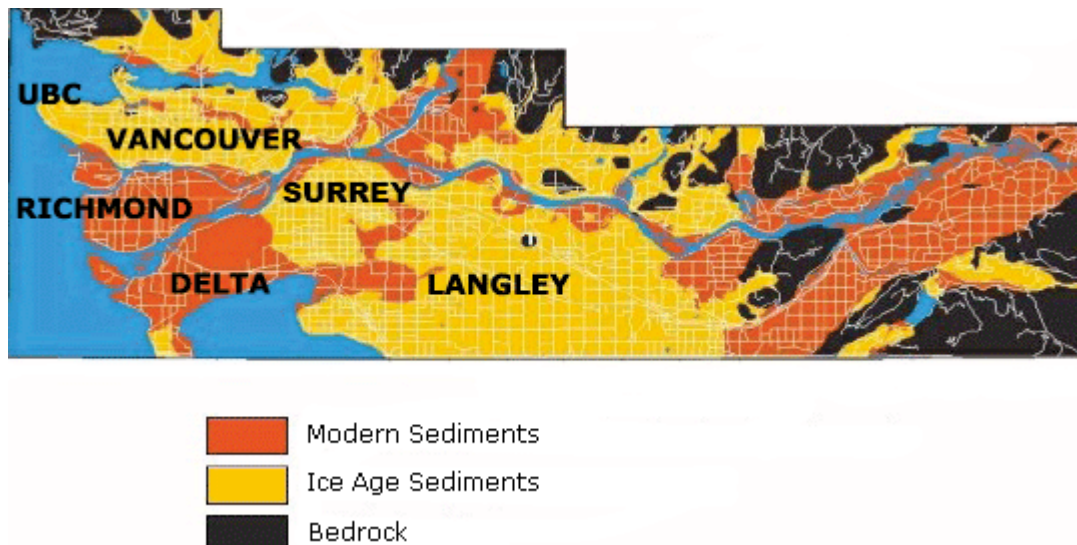 UBC
VANCOUVER
RICHMOND
SURREY
DELTA
LANGLEY
Modern Sediments
Ice Age Sediments
Bedrock